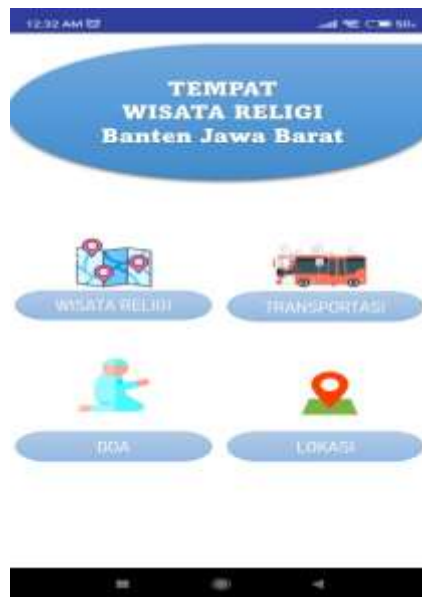 12:32 AM
TEMPAT
WISATA RELIGI
Banten Jawa Barat
WISATA RELIGI
TRANSPORTASI
DOA
LOKASI